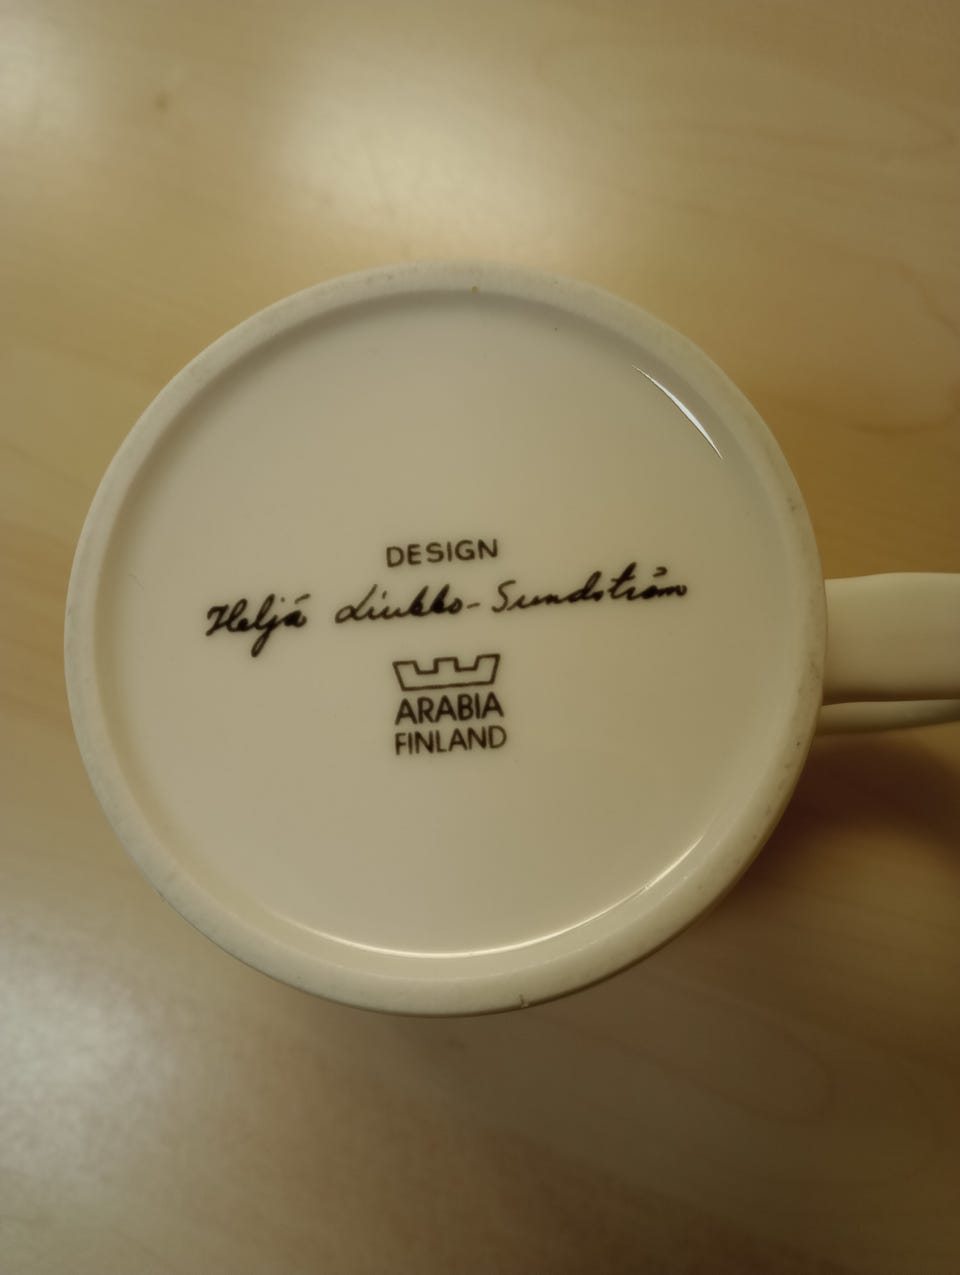 DESIGN
Heljä Liukko-Sundström
ARABIA
FINLAND